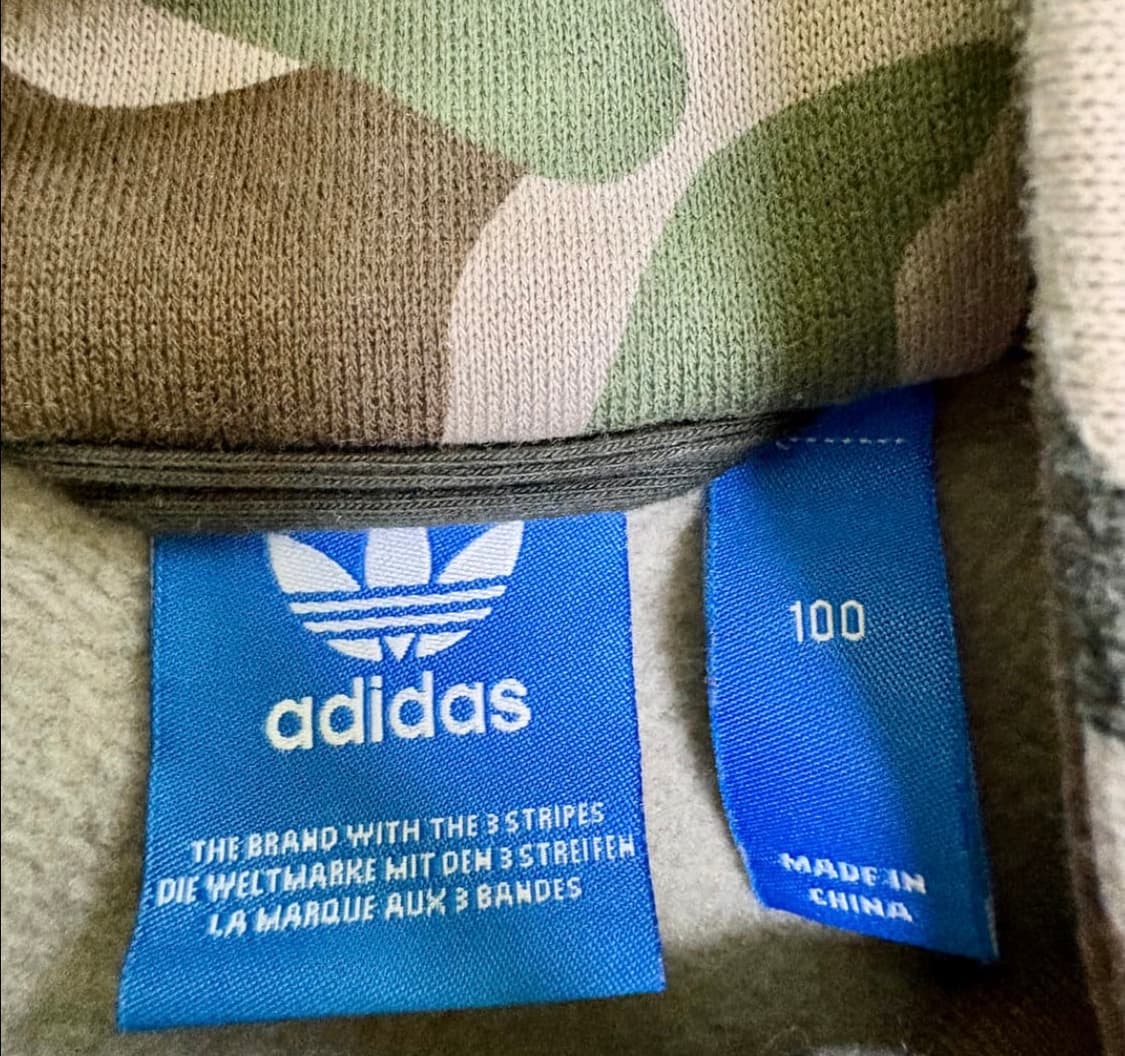 adidas
THE BRAND WITH THE 3 STRIPES
DIE WELTMARKE MIT DEN 3 STREIFEN
LA MARQUE AUX 3 BANDES
100
MADE IN
CHINA